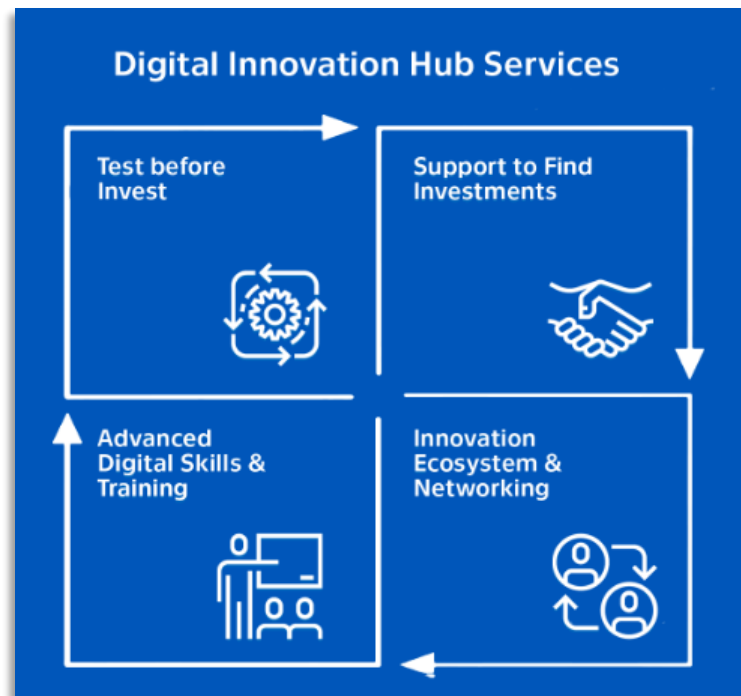 Digital Innovation Hub Services
Test before
Invest
Support to Find
Investments
Advanced
Digital Skills &
Training
Innovation
Ecosystem &
Networking